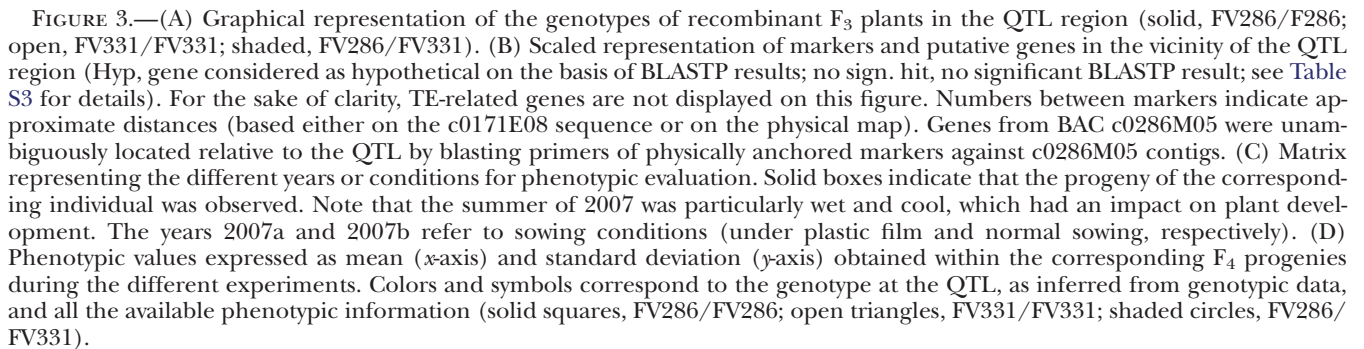 FIGURE 3.—(A) Graphical representation of the genotypes of recombinant F3 plants in the QTL region (solid, FV286/F286;
open, FV331/FV331; shaded, FV286/FV331). (B) Scaled representation of markers and putative genes in the vicinity of the QTL
region (Hyp, gene considered as hypothetical on the basis of BLASTP results; no sign. hit, no significant BLASTP result; see Table
S3 for details). For the sake of clarity, TE-related genes are not displayed on this figure. Numbers between markers indicate ap-
proximate distances (based either on the c0171E08 sequence or on the physical map). Genes from BAC c0286M05 were unam-
biguously located relative to the QTL by blasting primers of physically anchored markers against c0286M05 contigs. (C) Matrix
representing the different years or conditions for phenotypic evaluation. Solid boxes indicate that the progeny of the correspond-
ing individual was observed. Note that the summer of 2007 was particularly wet and cool, which had an impact on plant devel-
opment. The years 2007a and 2007b refer to sowing conditions (under plastic film and normal sowing, respectively). (D)
Phenotypic values expressed as mean (x-axis) and standard deviation (y-axis) obtained within the corresponding F4 progenies
during the different experiments. Colors and symbols correspond to the genotype at the QTL, as inferred from genotypic data,
and all the available phenotypic information (solid squares, FV286/FV286; open triangles, FV331/FV331; shaded circles, FV286/
FV331).